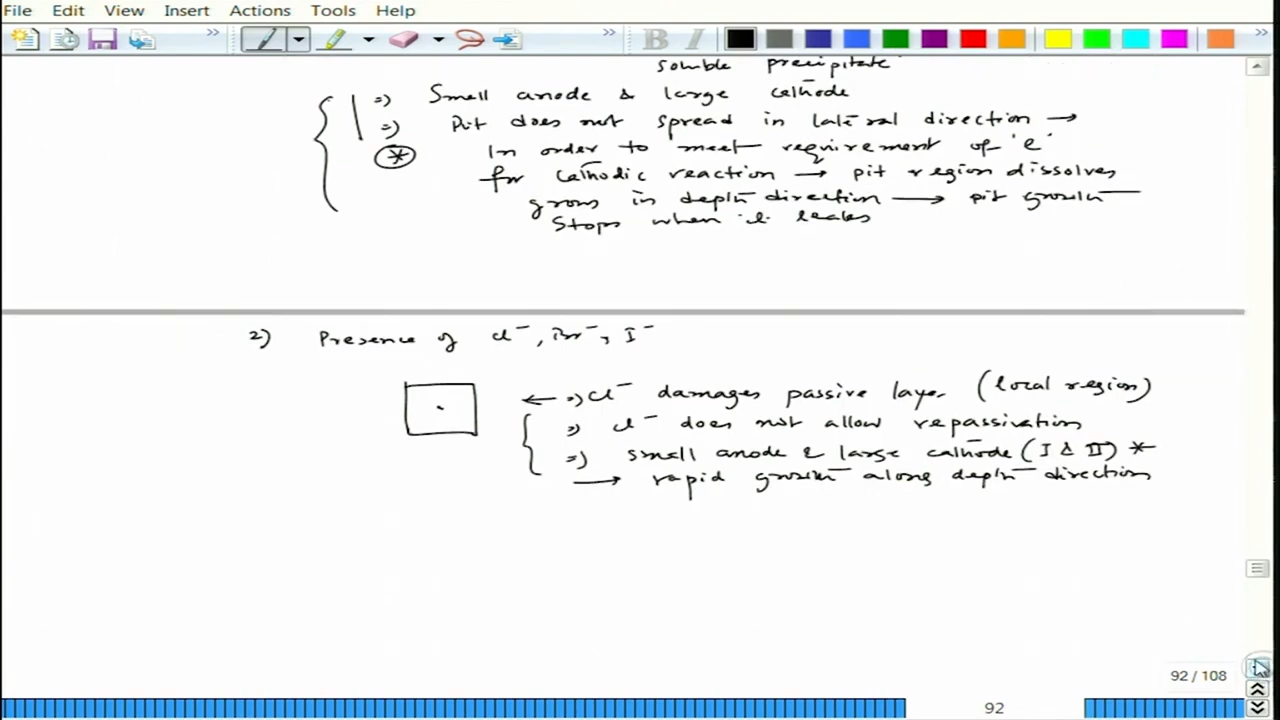 File Edit View Insert Actions Tools Help
B I
soluble precipitate
=) Small anode & large cathode
=) Pit does not spread in lateral direction →
* In order to meet requirement of 'e'
for cathodic reaction → pit region dissolves
grows in depth direction → pit growth
stops when it leaks
2) Presence of Cl⁻, Br⁻, I⁻
← =) Cl⁻ damages passive layer (local region)
=) Cl⁻ does not allow repassivation
=) small anode & large cathode (I & II) *
→ rapid growth along depth direction
92 / 108
92